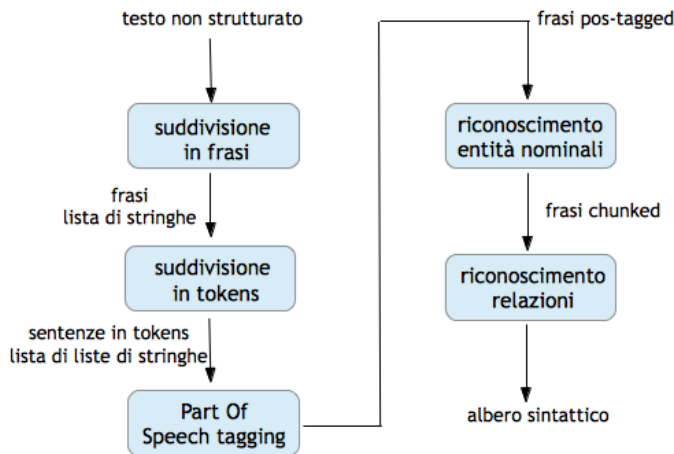 testo non strutturato
suddivisione
in frasi
frasi
lista di stringhe
suddivisione
in tokens
sentenze in tokens
lista di liste di stringhe
Part Of
Speech tagging
frasi pos-tagged
riconoscimento
entità nominali
frasi chunked
riconoscimento
relazioni
albero sintattico